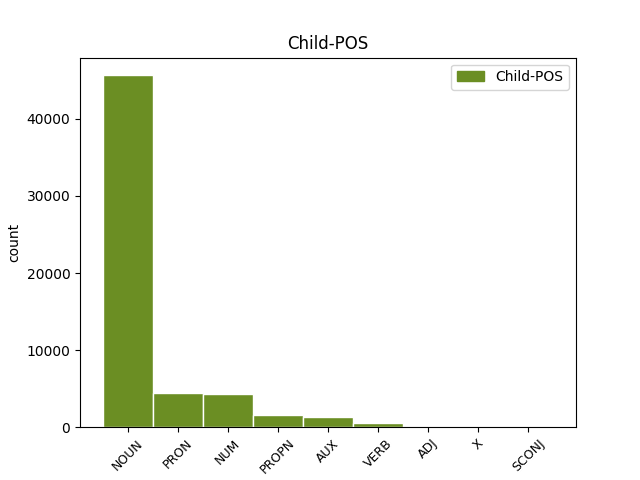 Child-POS
Child-POS
count
40000
30000
20000
10000
0
NOUN
PRON
NUM
PROPN
AUX
VERB
ADJ
X
SCONJ